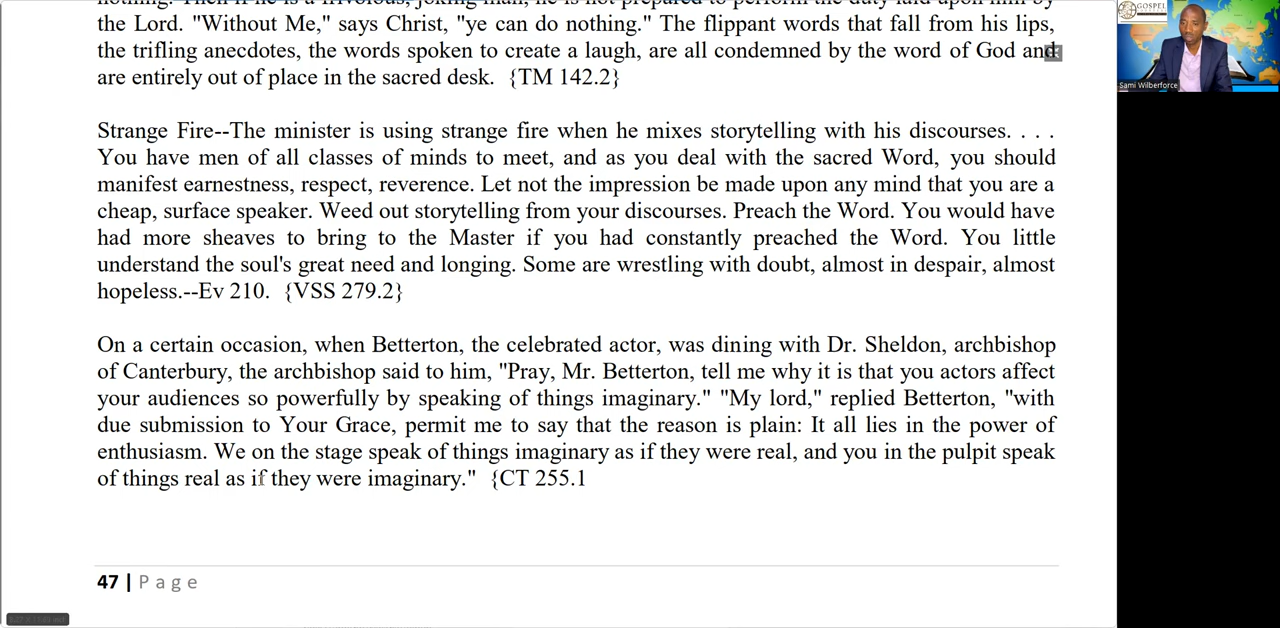 the Lord. "Without Me," says Christ, "ye can do nothing." The flippant words that fall from his lips,
the trifling anecdotes, the words spoken to create a laugh, are all condemned by the word of God and
are entirely out of place in the sacred desk. {TM 142.2}
Strange Fire--The minister is using strange fire when he mixes storytelling with his discourses. . . .
You have men of all classes of minds to meet, and as you deal with the sacred Word, you should
manifest earnestness, respect, reverence. Let not the impression be made upon any mind that you are a
cheap, surface speaker. Weed out storytelling from your discourses. Preach the Word. You would have
had more sheaves to bring to the Master if you had constantly preached the Word. You little
understand the soul's great need and longing. Some are wrestling with doubt, almost in despair, almost
hopeless.--Ev 210. {VSS 279.2}
On a certain occasion, when Betterton, the celebrated actor, was dining with Dr. Sheldon, archbishop
of Canterbury, the archbishop said to him, "Pray, Mr. Betterton, tell me why it is that you actors affect
your audiences so powerfully by speaking of things imaginary." "My lord," replied Betterton, "with
due submission to Your Grace, permit me to say that the reason is plain: It all lies in the power of
enthusiasm. We on the stage speak of things imaginary as if they were real, and you in the pulpit speak
of things real as if they were imaginary." {CT 255.1
47 | Page
GOSPEL
Sami Wilberforce